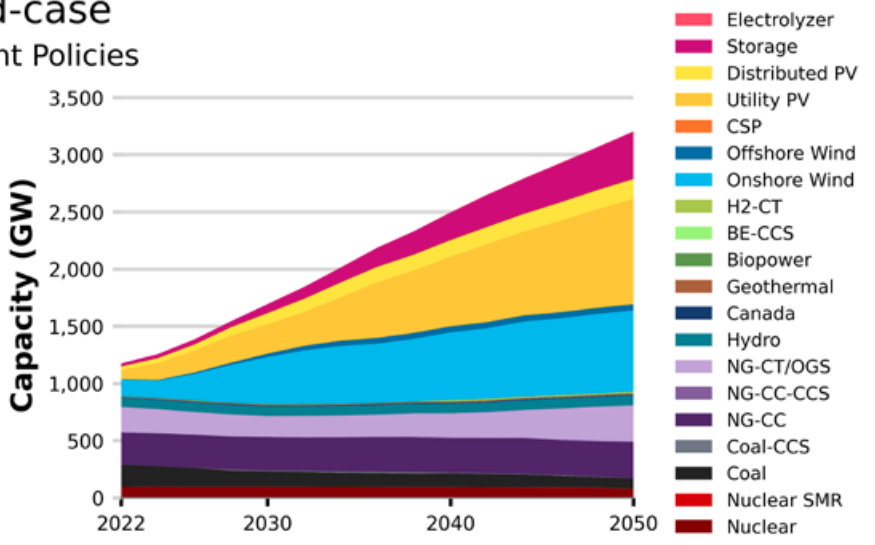 d-case
nt Policies
Capacity (GW)
3,500
3,000
2,500
2,000
1,500
1,000
500
0
2022 2030 2040 2050
Electrolyzer
Storage
Distributed PV
Utility PV
CSP
Offshore Wind
Onshore Wind
H2-CT
BE-CCS
Biopower
Geothermal
Canada
Hydro
NG-CT/OGS
NG-CC-CCS
NG-CC
Coal-CCS
Coal
Nuclear SMR
Nuclear